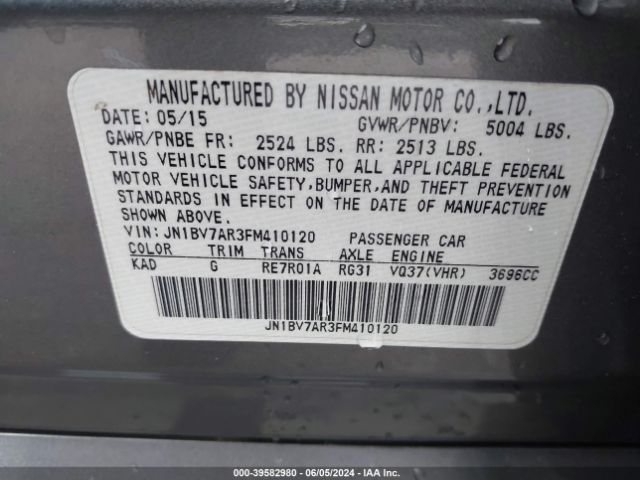 MANUFACTURED BY NISSAN MOTOR CO.,LTD.
DATE: 05/15 GVWR/PNBV: 5004 LBS.
GAWR/PNBE FR: 2524 LBS. RR: 2513 LBS.
THIS VEHICLE CONFORMS TO ALL APPLICABLE FEDERAL
MOTOR VEHICLE SAFETY,BUMPER,AND THEFT PREVENTION
STANDARDS IN EFFECT ON THE DATE OF MANUFACTURE
SHOWN ABOVE.
VIN: JN1BV7AR3FM410120 PASSENGER CAR
COLOR TRIM TRANS AXLE ENGINE
KAD G RE7R01A RG31 VQ37(VHR) 3696CC
JN1BV7AR3FM410120
000-39582980 - 06/05/2024 - IAAI.COM